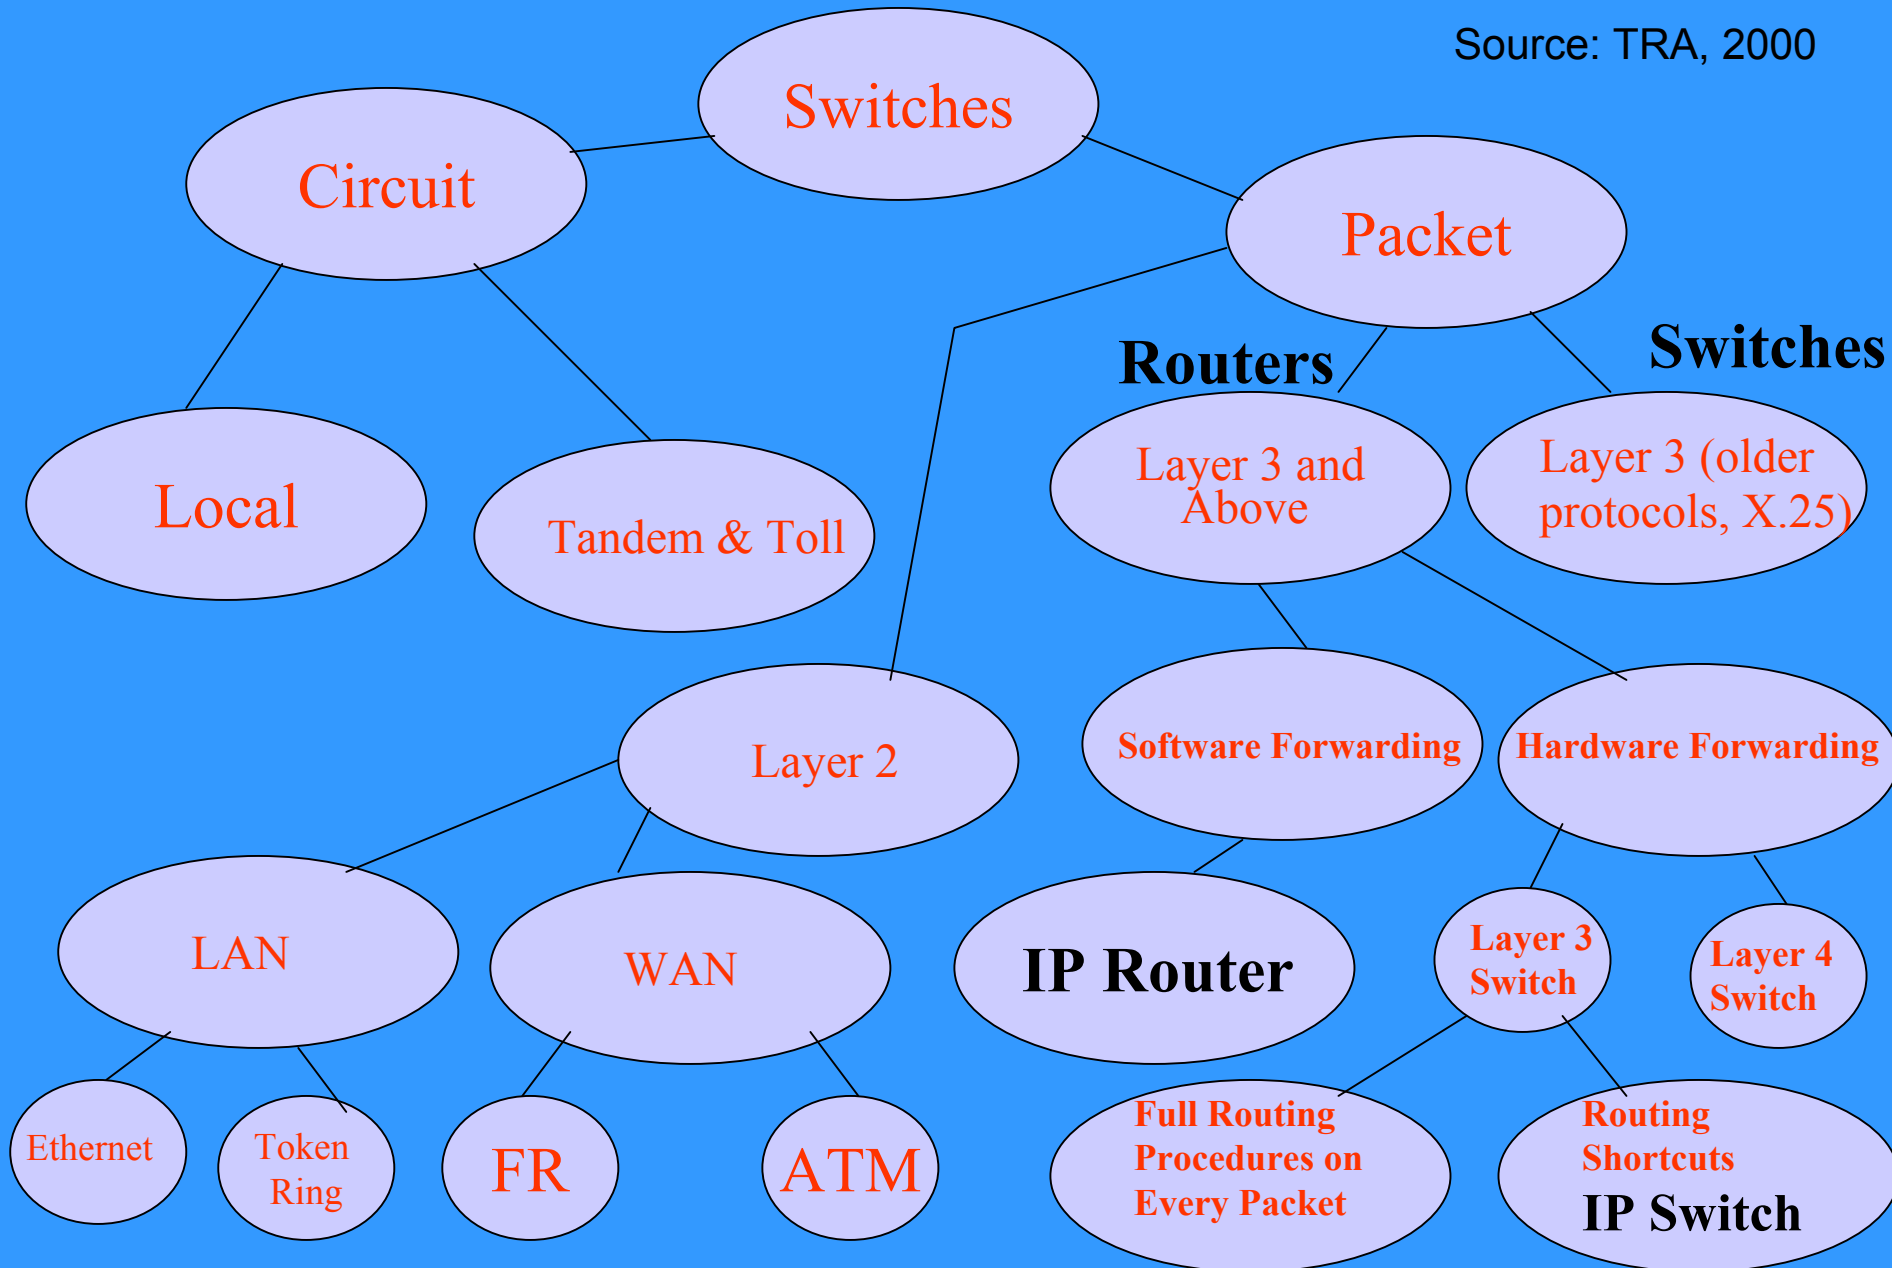 Source: TRA, 2000
Switches
Circuit
Packet
Routers
Switches
Local
Tandem & Toll
Layer 3 and
Above
Layer 3 (older
protocols, X.25)
Layer 2
Software Forwarding
Hardware Forwarding
LAN
WAN
IP Router
Layer 3
Switch
Layer 4
Switch
Ethernet
Token
Ring
FR
ATM
Full Routing
Procedures on
Every Packet
Routing
Shortcuts
IP Switch